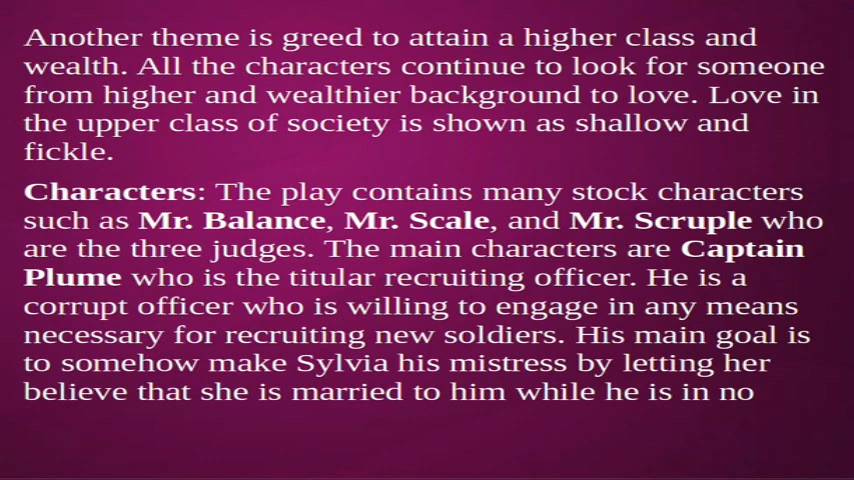 Another theme is greed to attain a higher class and
wealth. All the characters continue to look for someone
from higher and wealthier background to love. Love in
the upper class of society is shown as shallow and
fickle.
Characters: The play contains many stock characters
such as Mr. Balance, Mr. Scale, and Mr. Scruple who
are the three judges. The main characters are Captain
Plume who is the titular recruiting officer. He is a
corrupt officer who is willing to engage in any means
necessary for recruiting new soldiers. His main goal is
to somehow make Sylvia his mistress by letting her
believe that she is married to him while he is in no